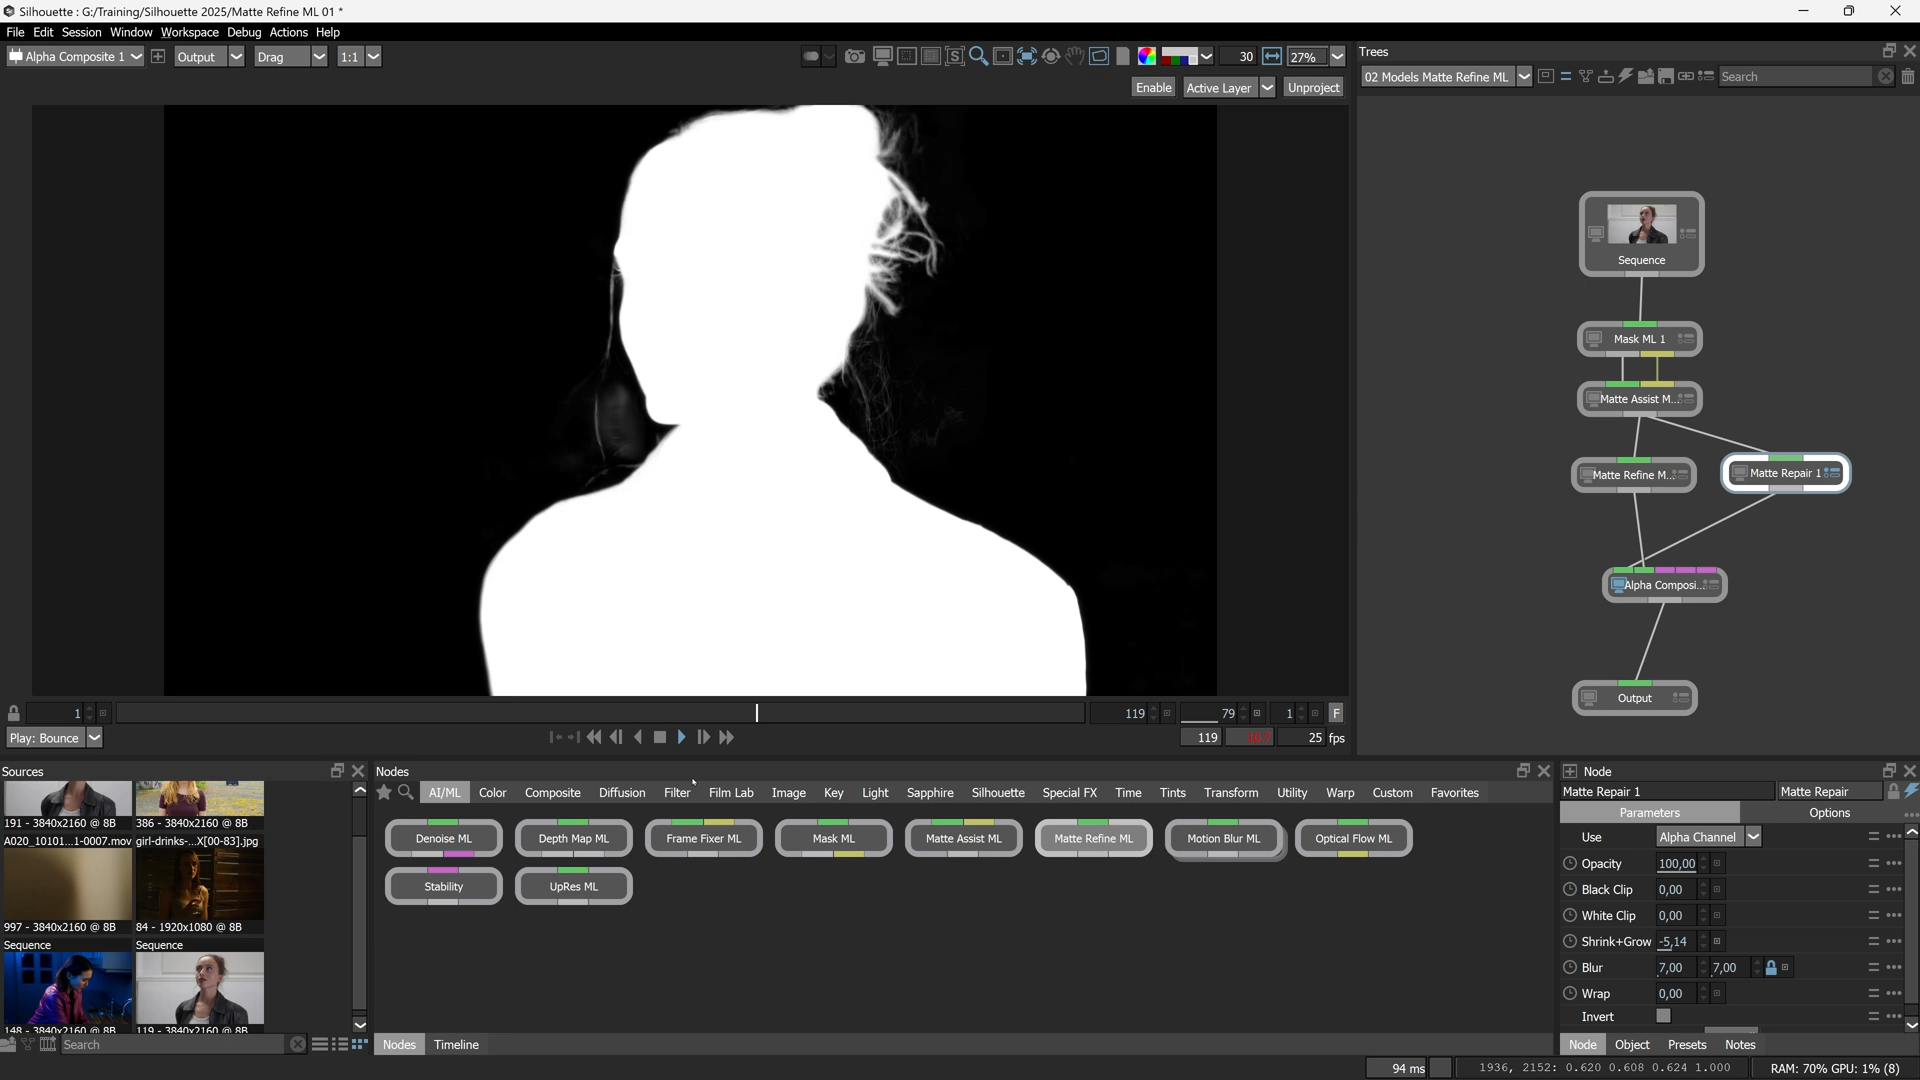 Silhouette : G:/Training/Silhouette 2025/Matte Refine ML 01 *
File Edit Session Window Workspace Debug Actions Help
Alpha Composite 1 Output Drag 1:1 30 27%
Trees
02 Models Matte Refine ML Search
Enable Active Layer Unproject
Sequence
Mask ML 1
Matte Assist M...
Matte Refine M... Matte Repair 1
Alpha Composi...
Output
1 119 79 1 F
Play: Bounce 119 25 fps
Sources
191 - 3840x2160 @ 8B 386 - 3840x2160 @ 8B
A020_10101...1-0007.mov girl-drinks-...X[00-83].jpg
997 - 3840x2160 @ 8B 84 - 1920x1080 @ 8B
Sequence Sequence
148 - 3840x2160 @ 8B 119 - 3840x2160 @ 8B
Search
Nodes
AI/ML Color Composite Diffusion Filter Film Lab Image Key Light Sapphire Silhouette Special FX Time Tints Transform Utility Warp Custom Favorites
Denoise ML Depth Map ML Frame Fixer ML Mask ML Matte Assist ML Matte Refine ML Motion Blur ML Optical Flow ML
Stability UpRes ML
Nodes Timeline
Node
Matte Repair 1 Matte Repair
Parameters Options
Use Alpha Channel
Opacity 100,00
Black Clip 0,00
White Clip 0,00
Shrink+Grow -5,14
Blur 7,00 7,00
Wrap 0,00
Invert
Node Object Presets Notes
94 ms 1936, 2152: 0.620 0.608 0.624 1.000 RAM: 70% GPU: 1% (8)